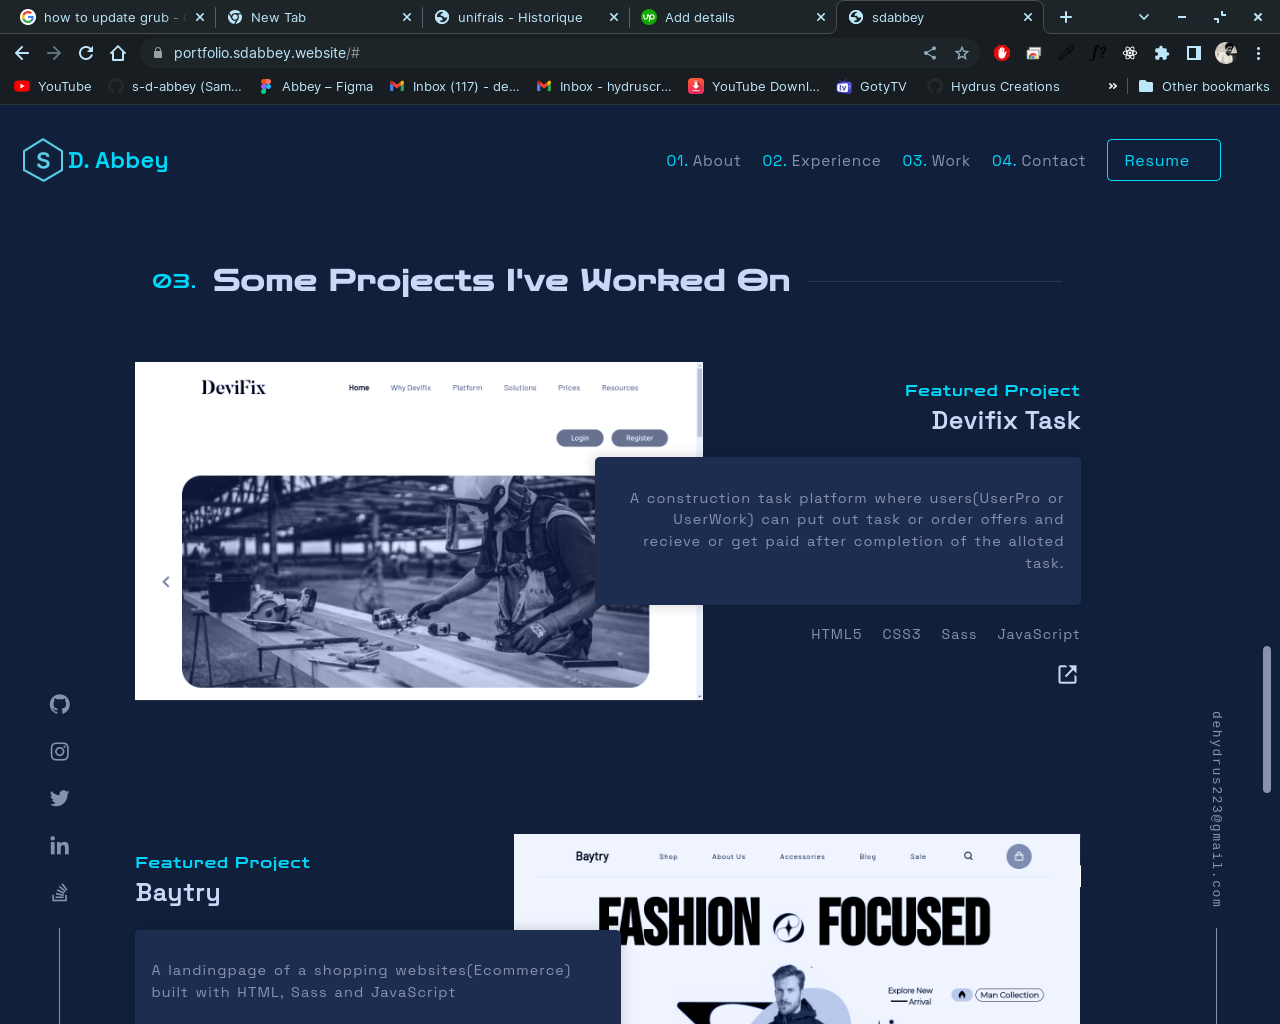 how to update grub - G
New Tab
unifrais - Historique
Add details
sdabbey
portfolio.sdabbey.website/#
YouTube
s-d-abbey (Sam...
Abbey – Figma
Inbox (117) - de...
Inbox - hydruscr...
YouTube Downl...
GotyTV
Hydrus Creations
Other bookmarks
S D. Abbey
01. About
02. Experience
03. Work
04. Contact
Resume
03. Some Projects I've Worked On
DeviFix
Home
Why Devifix
Platform
Solutions
Prices
Resources
Login
Register
Featured Project
Devifix Task
A construction task platform where users(UserPro or
UserWork) can put out task or order offers and
recieve or get paid after completion of the alloted
task.
HTML5 CSS3 Sass JavaScript
dehydrus223@gmail.com
Featured Project
Baytry
A landingpage of a shopping websites(Ecommerce)
built with HTML, Sass and JavaScript
Baytry
Shop
About Us
Accessories
Blog
Sale
FASHION FOCUSED
Explore New
Arrival
Man Collection